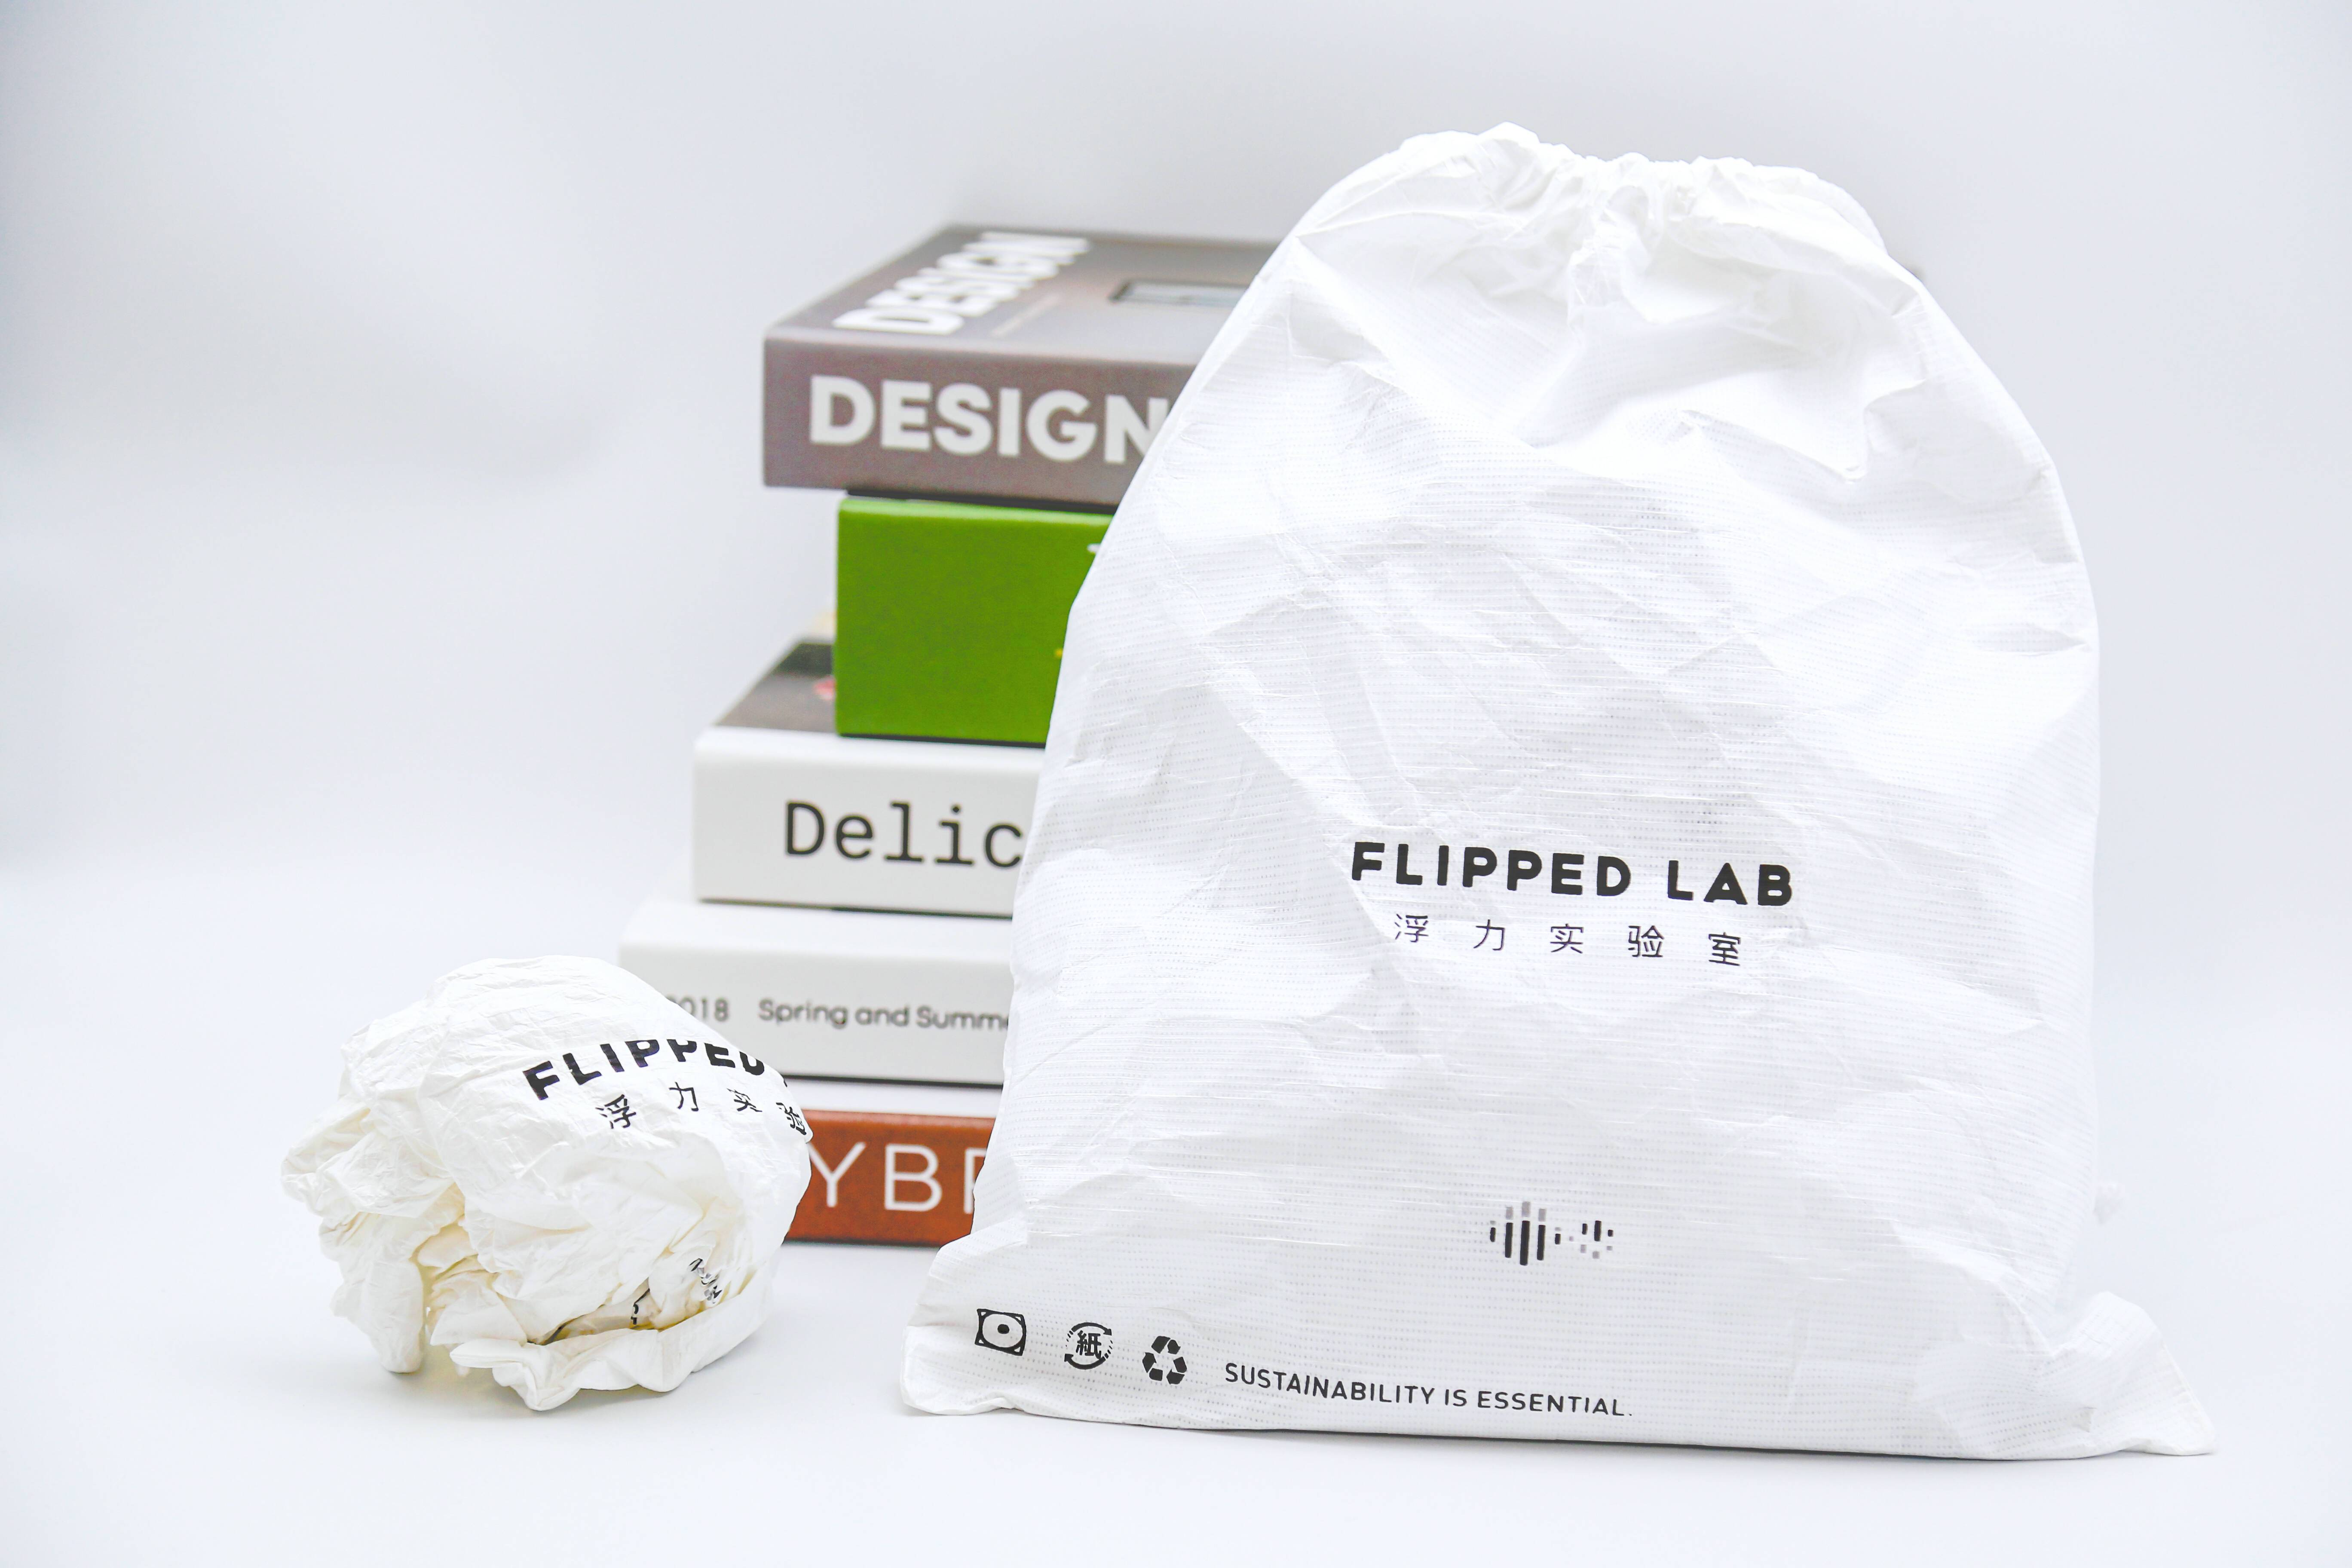 DESIGN
DESIGN
Delic
2018 Spring and Summe
YBR
FLIPPED
浮力实验
FLIPPED LAB
浮力实验室
紙
SUSTAINABILITY IS ESSENTIAL.